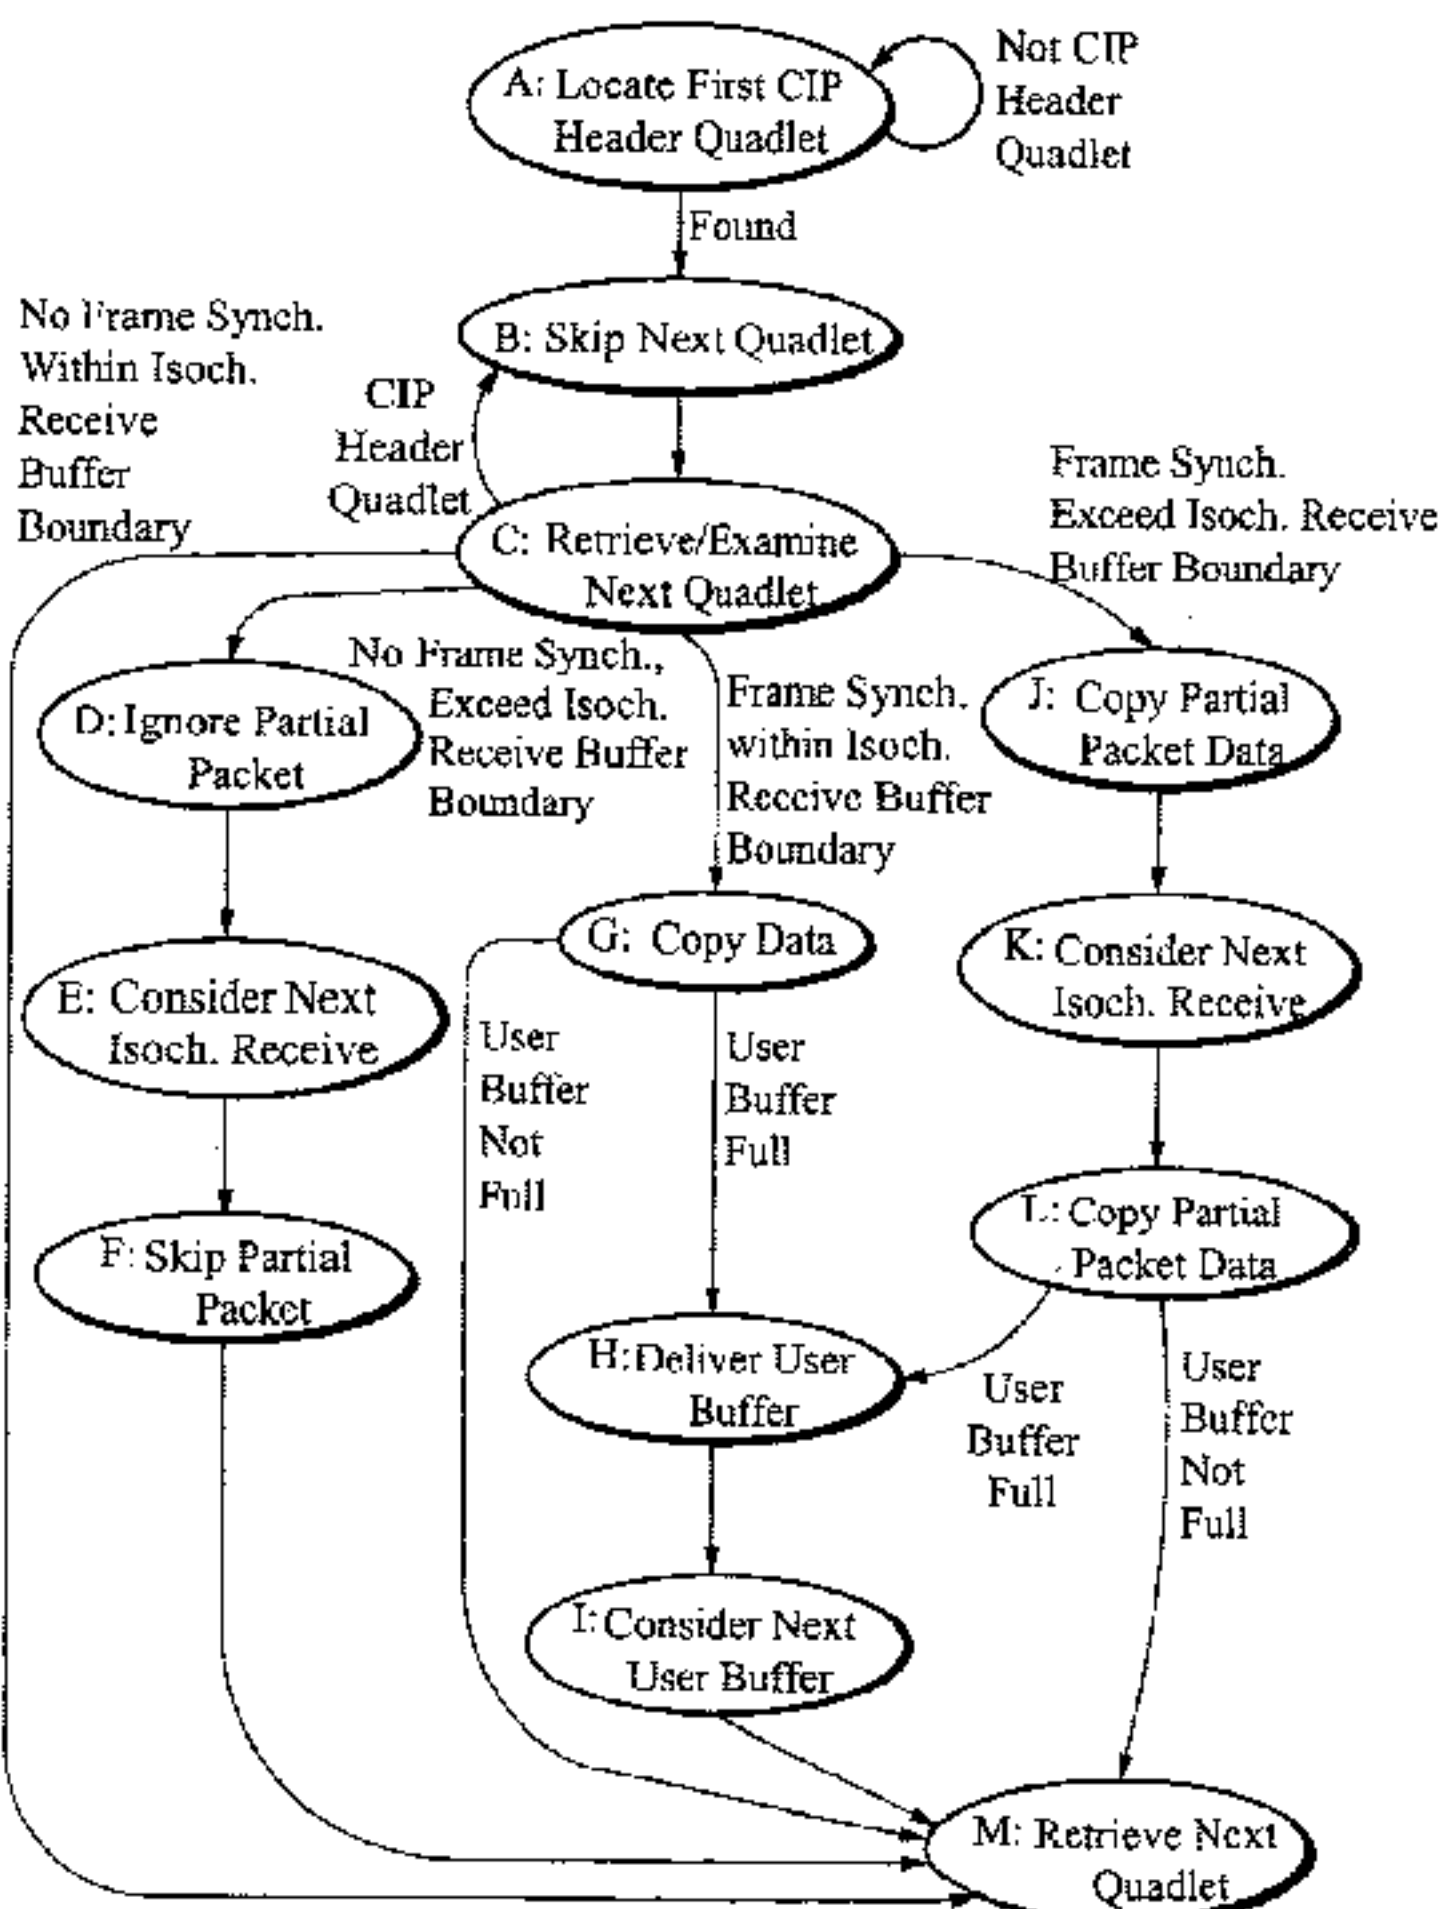 A: Locate First CIP
Header Quadlet
Not CIP
Header
Quadlet
Found
B: Skip Next Quadlet
No Frame Synch.
Within Isoch.
Receive
Buffer
Boundary
CIP
Header
Quadlet
C: Retrieve/Examine
Next Quadlet
Frame Synch.
Exceed Isoch. Receive
Buffer Boundary
D: Ignore Partial
Packet
No Frame Synch.,
Exceed Isoch.
Receive Buffer
Boundary
Frame Synch.
within Isoch.
Receive Buffer
Boundary
J: Copy Partial
Packet Data
E: Consider Next
Isoch. Receive
G: Copy Data
K: Consider Next
Isoch. Receive
User
Buffer
Not
Full
User
Buffer
Full
F: Skip Partial
Packet
L: Copy Partial
Packet Data
H: Deliver User
Buffer
User
Buffer
Full
User
Buffer
Not
Full
I: Consider Next
User Buffer
M: Retrieve Next
Quadlet